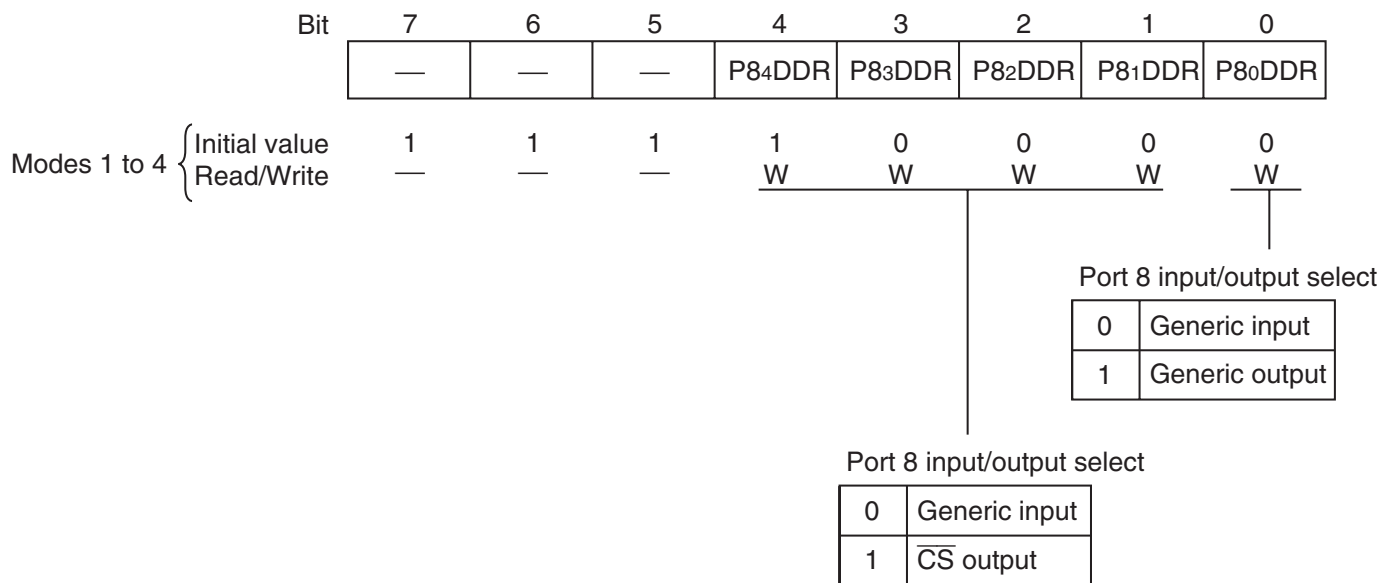 Bit 7 6 5 4 3 2 1 0
— — — P84DDR P83DDR P82DDR P81DDR P80DDR
Modes 1 to 4
Initial value 1 1 1 1 0 0 0 0
Read/Write — — — W W W W W
Port 8 input/output select
0 Generic input
1 Generic output
Port 8 input/output select
0 Generic input
1 C̅S̅ output